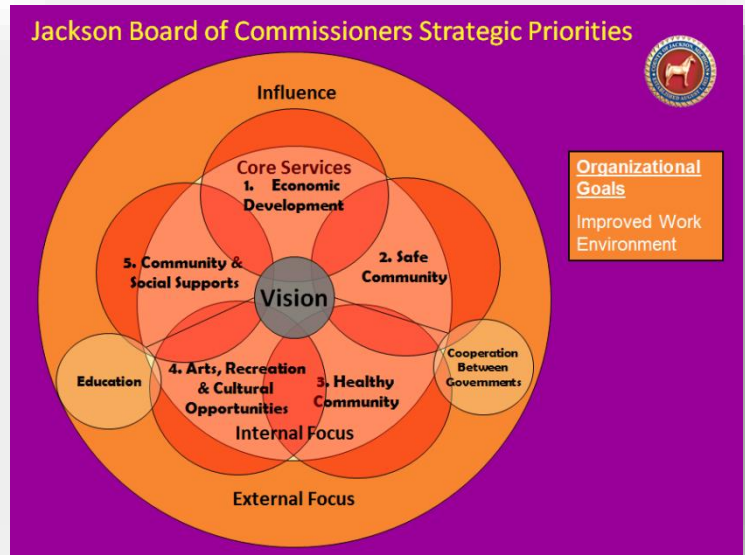 Jackson Board of Commissioners Strategic Priorities
Influence
Core Services
1. Economic
Development
2. Safe
Community
5. Community &
Social Supports
Vision
Education
4. Arts, Recreation
& Cultural
Opportunities
3. Healthy
Community
Cooperation
Between
Governments
Internal Focus
External Focus
Organizational
Goals
Improved Work
Environment